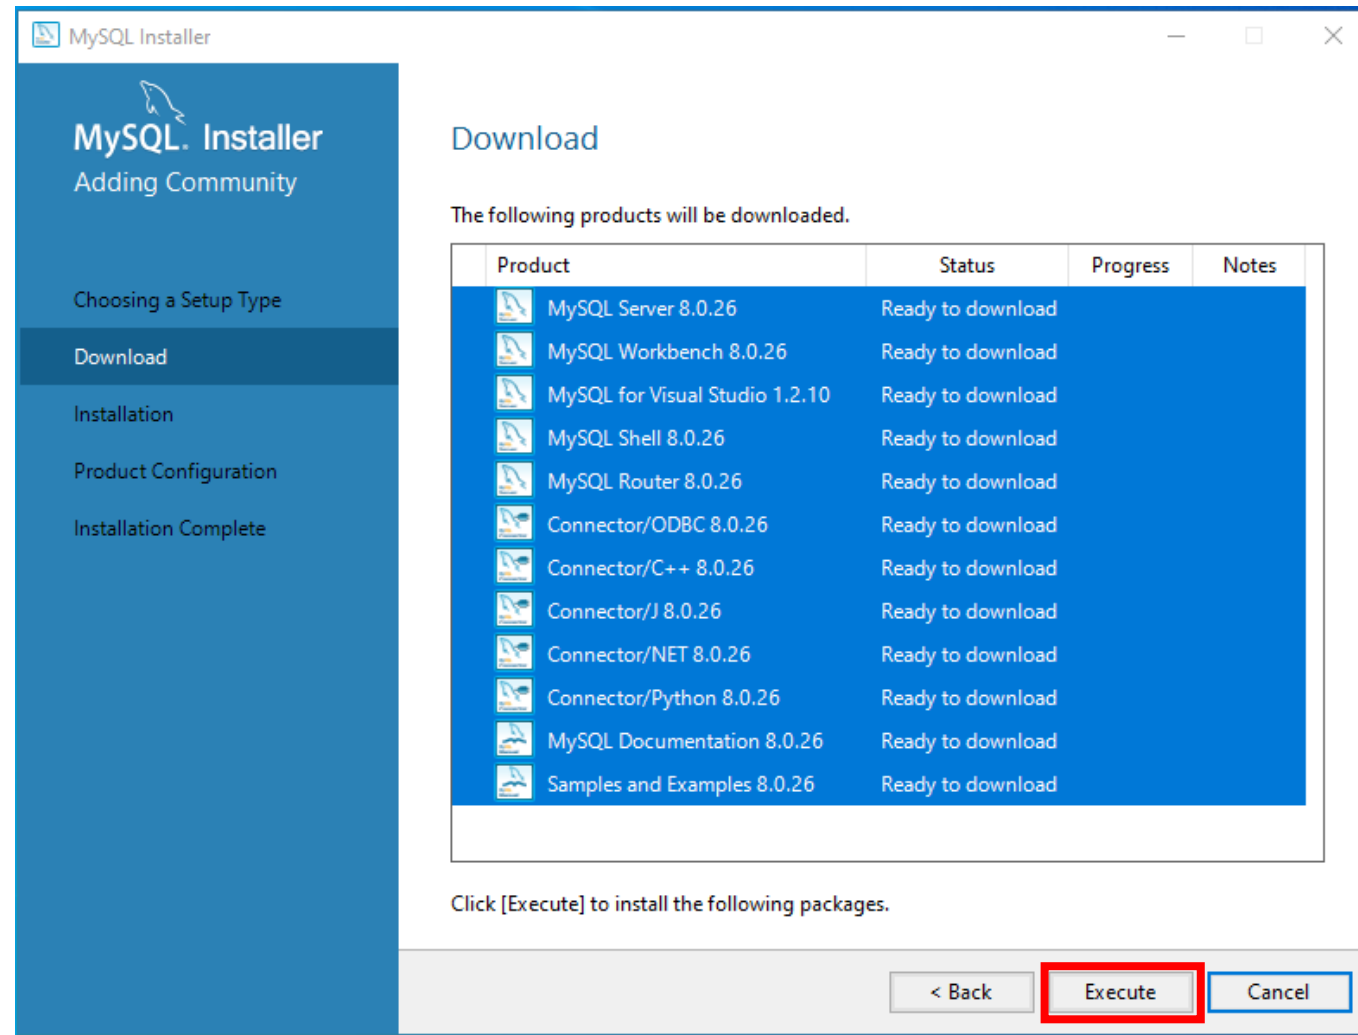 MySQL Installer
MySQL. Installer
Adding Community
Choosing a Setup Type
Download
Installation
Product Configuration
Installation Complete
Download
The following products will be downloaded.
Product Status Progress Notes
MySQL Server 8.0.26 Ready to download
MySQL Workbench 8.0.26 Ready to download
MySQL for Visual Studio 1.2.10 Ready to download
MySQL Shell 8.0.26 Ready to download
MySQL Router 8.0.26 Ready to download
Connector/ODBC 8.0.26 Ready to download
Connector/C++ 8.0.26 Ready to download
Connector/J 8.0.26 Ready to download
Connector/NET 8.0.26 Ready to download
Connector/Python 8.0.26 Ready to download
MySQL Documentation 8.0.26 Ready to download
Samples and Examples 8.0.26 Ready to download
Click [Execute] to install the following packages.
< Back Execute Cancel